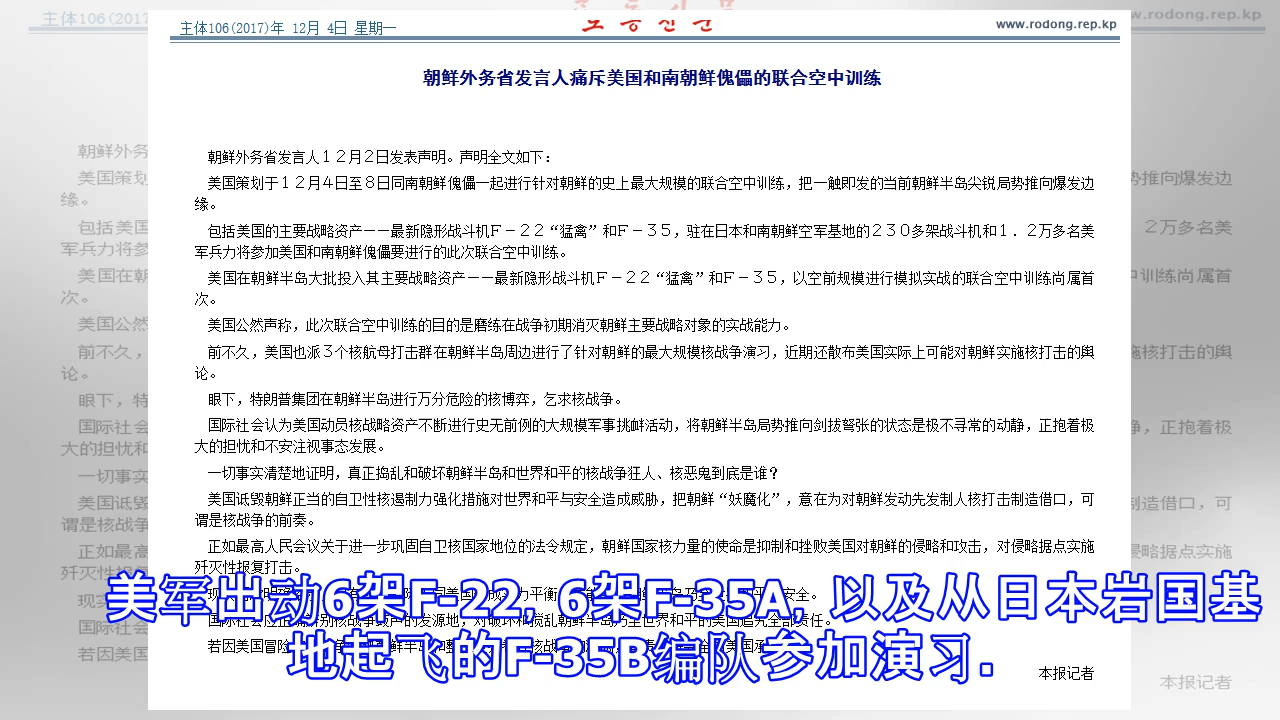 主体106(2017)年 12月 4日 星期一
로동신문
www.rodong.rep.kp
朝鲜外务省发言人痛斥美国和南朝鲜傀儡的联合空中训练
朝鲜外务省发言人１２月２日发表声明。声明全文如下：
美国策划于１２月４日至８日同南朝鲜傀儡一起进行针对朝鲜的史上最大规模的联合空中训练，把一触即发的当前朝鲜半岛尖锐局势推向爆发边
缘。
包括美国的主要战略资产－－最新隐形战斗机Ｆ－２２“猛禽”和Ｆ－３５，驻在日本和南朝鲜空军基地的２３０多架战斗机和１．２万多名美
军兵力将参加美国和南朝鲜傀儡要进行的此次联合空中训练。
美国在朝鲜半岛大批投入其主要战略资产－－最新隐形战斗机Ｆ－２２“猛禽”和Ｆ－３５，以空前规模进行模拟实战的联合空中训练尚属首
次。
美国公然声称，此次联合空中训练的目的是磨练在战争初期消灭朝鲜主要战略对象的实战能力。
前不久，美国也派３个核航母打击群在朝鲜半岛周边进行了针对朝鲜的最大规模核战争演习，近期还散布美国实际上可能对朝鲜实施核打击的舆
论。
眼下，特朗普集团在朝鲜半岛进行万分危险的核博弈，乞求核战争。
国际社会认为美国动员核战略资产不断进行史无前例的大规模军事挑衅活动，将朝鲜半岛局势推向剑拔弩张的状态是极不寻常的动静，正抱着极
大的担忧和不安注视事态发展。
一切事实清楚地证明，真正捣乱和破坏朝鲜半岛和世界和平的核战争狂人、核恶鬼到底是谁？
美国诋毁朝鲜正当的自卫性核遏制力强化措施对世界和平与安全造成威胁，把朝鲜“妖魔化”，意在为对朝鲜发动先发制人核打击制造借口，可
谓是核战争的前奏。
正如最高人民会议关于进一步巩固自卫核国家地位的法令规定，朝鲜国家核力量的使命是抑制和挫败美国对朝鲜的侵略和攻击，对侵略据点实施
歼灭性报复打击。
美军出动6架F-22, 6架F-35A, 以及从日本岩国基
地起飞的F-35B编队参加演习.
本报记者